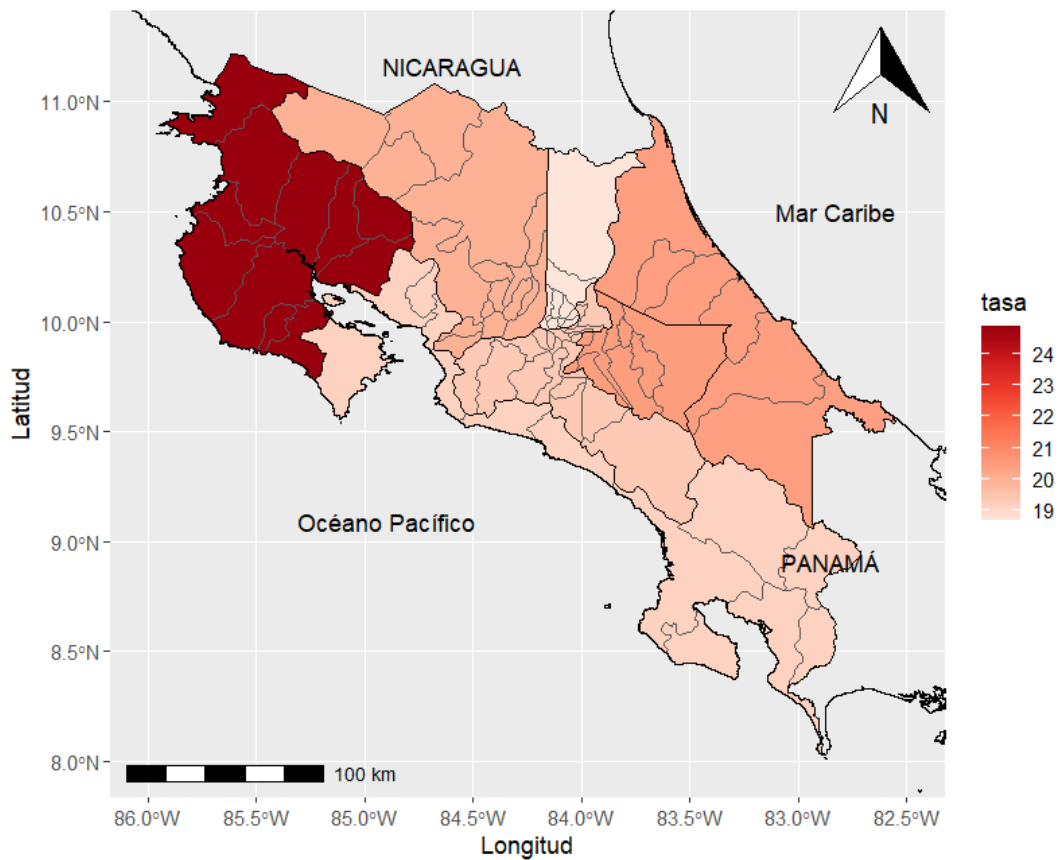 NICARAGUA
N
Mar Caribe
Océano Pacífico
PANAMÁ
100 km
11.0°N
10.5°N
10.0°N
9.5°N
9.0°N
8.5°N
8.0°N
Latitud
86.0°W 85.5°W 85.0°W 84.5°W 84.0°W 83.5°W 83.0°W 82.5°W
Longitud
tasa
24
23
22
21
20
19